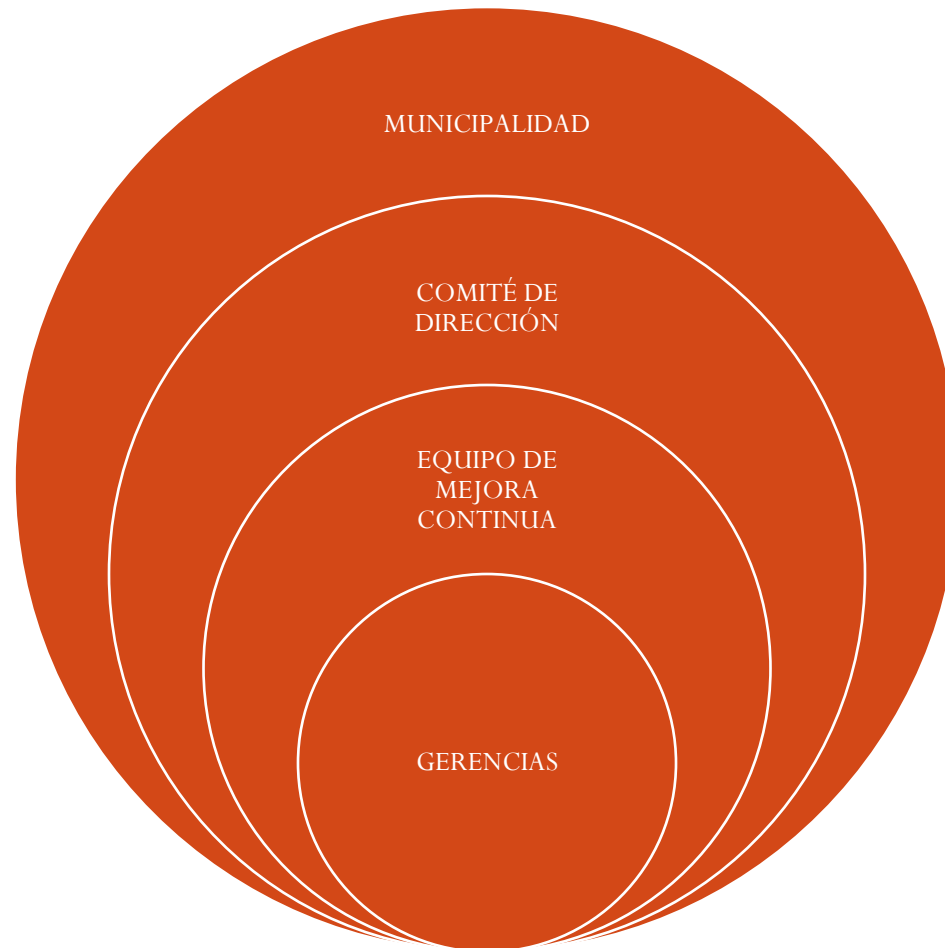 MUNICIPALIDAD
COMITÉ DE
DIRECCIÓN
EQUIPO DE
MEJORA
CONTINUA
GERENCIAS